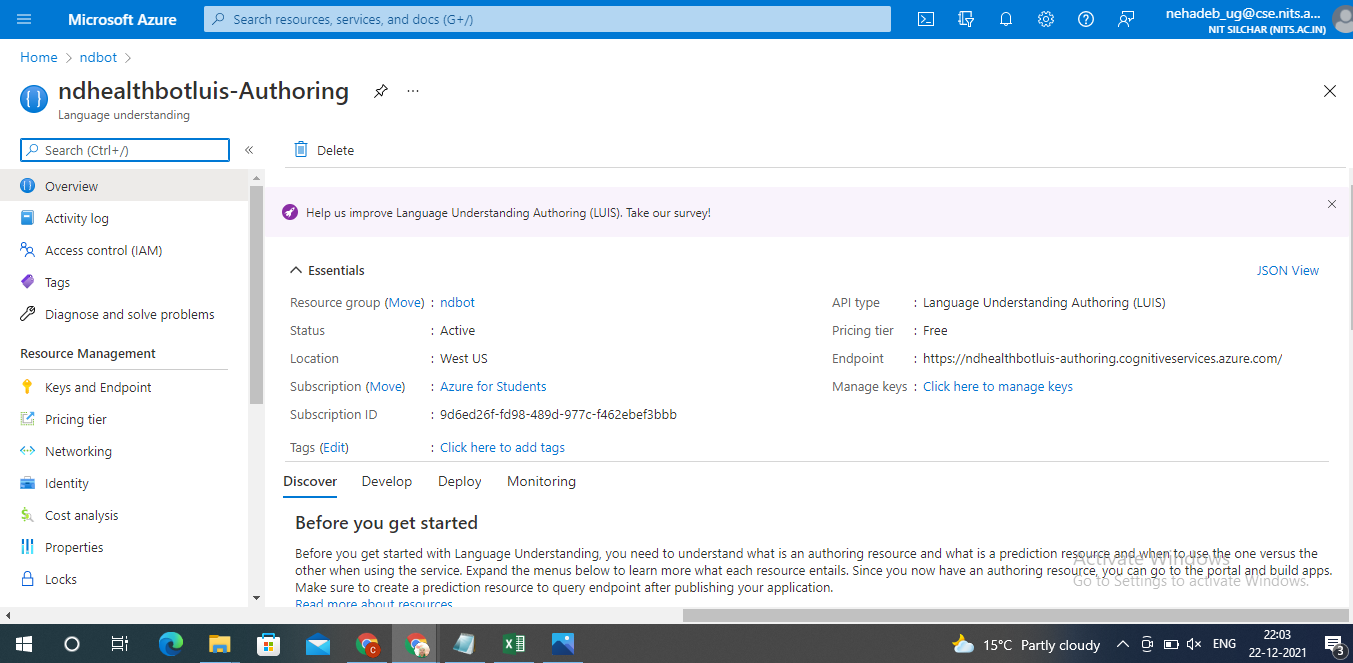 Microsoft Azure
Search resources, services, and docs (G+/)
nehadeb_ug@cse.nits.a...
NIT SILCHAR (NITS.AC.IN)
Home > ndbot >
ndhealthbotluis-Authoring
Language understanding
Search (Ctrl+/)
Delete
Overview
Activity log
Access control (IAM)
Tags
Diagnose and solve problems
Resource Management
Keys and Endpoint
Pricing tier
Networking
Identity
Cost analysis
Properties
Locks
Help us improve Language Understanding Authoring (LUIS). Take our survey!
Essentials
JSON View
Resource group (Move) : ndbot
Status : Active
Location : West US
Subscription (Move) : Azure for Students
Subscription ID : 9d6ed26f-fd98-489d-977c-f462ebef3bbb
Tags (Edit) : Click here to add tags
API type : Language Understanding Authoring (LUIS)
Pricing tier : Free
Endpoint : https://ndhealthbotluis-authoring.cognitiveservices.azure.com/
Manage keys : Click here to manage keys
Discover Develop Deploy Monitoring
Before you get started
Before you get started with Language Understanding, you need to understand what is an authoring resource and what is a prediction resource and when to use the one versus the
other when using the service. Expand the menus below to learn more what each resource entails. Since you now have an authoring resource, you can go to the portal and build apps.
Make sure to create a prediction resource to query endpoint after publishing your application.
Read more about resources
Activate Windows
Go to Settings to activate Windows.
15°C Partly cloudy
ENG
22:03
22-12-2021
3